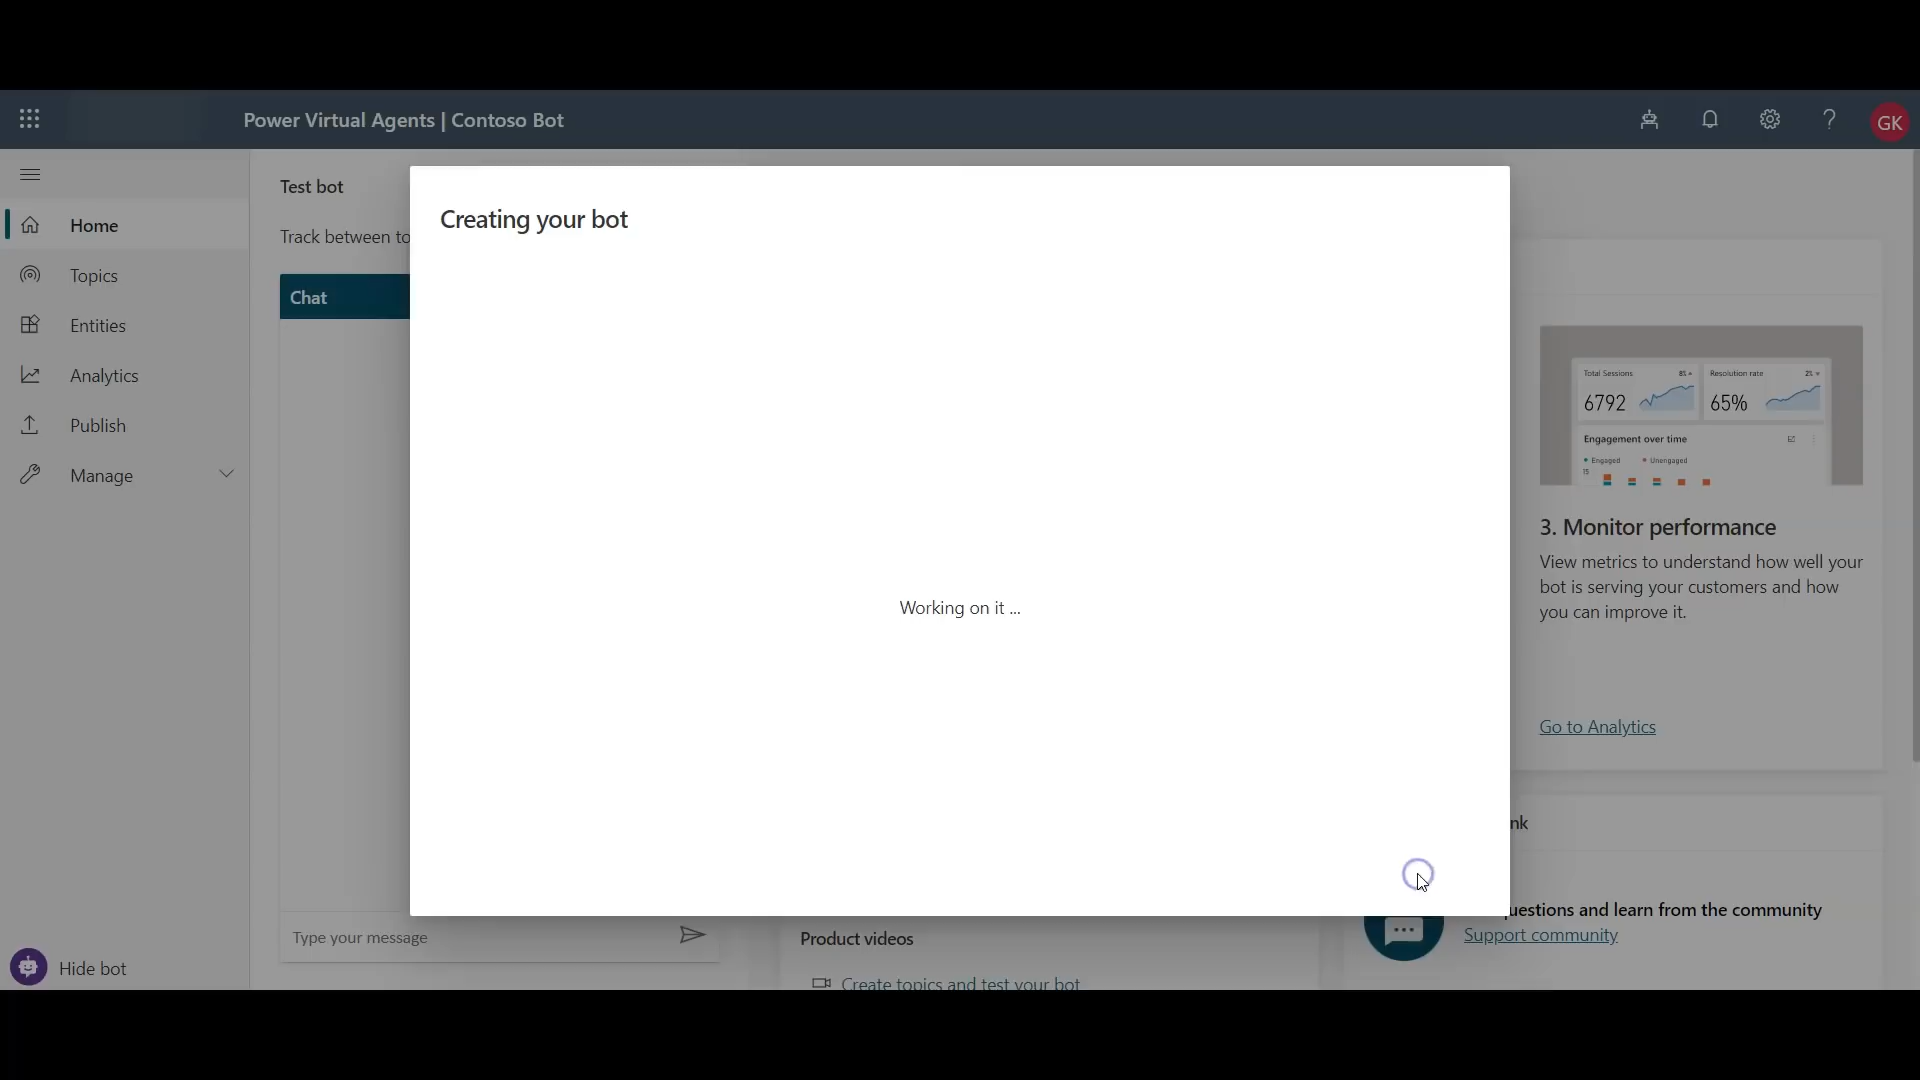 Power Virtual Agents | Contoso Bot
GK
Home
Topics
Entities
Analytics
Publish
Manage
Hide bot
Test bot
Track between to
Chat
Type your message
Creating your bot
Working on it ...
Total Sessions
8%
6792
Resolution rate
2%
65%
Engagement over time
Engaged
Unengaged
15
3. Monitor performance
View metrics to understand how well your
bot is serving your customers and how
you can improve it.
Go to Analytics
nk
uestions and learn from the community
Support community
Product videos
Create topics and test your bot